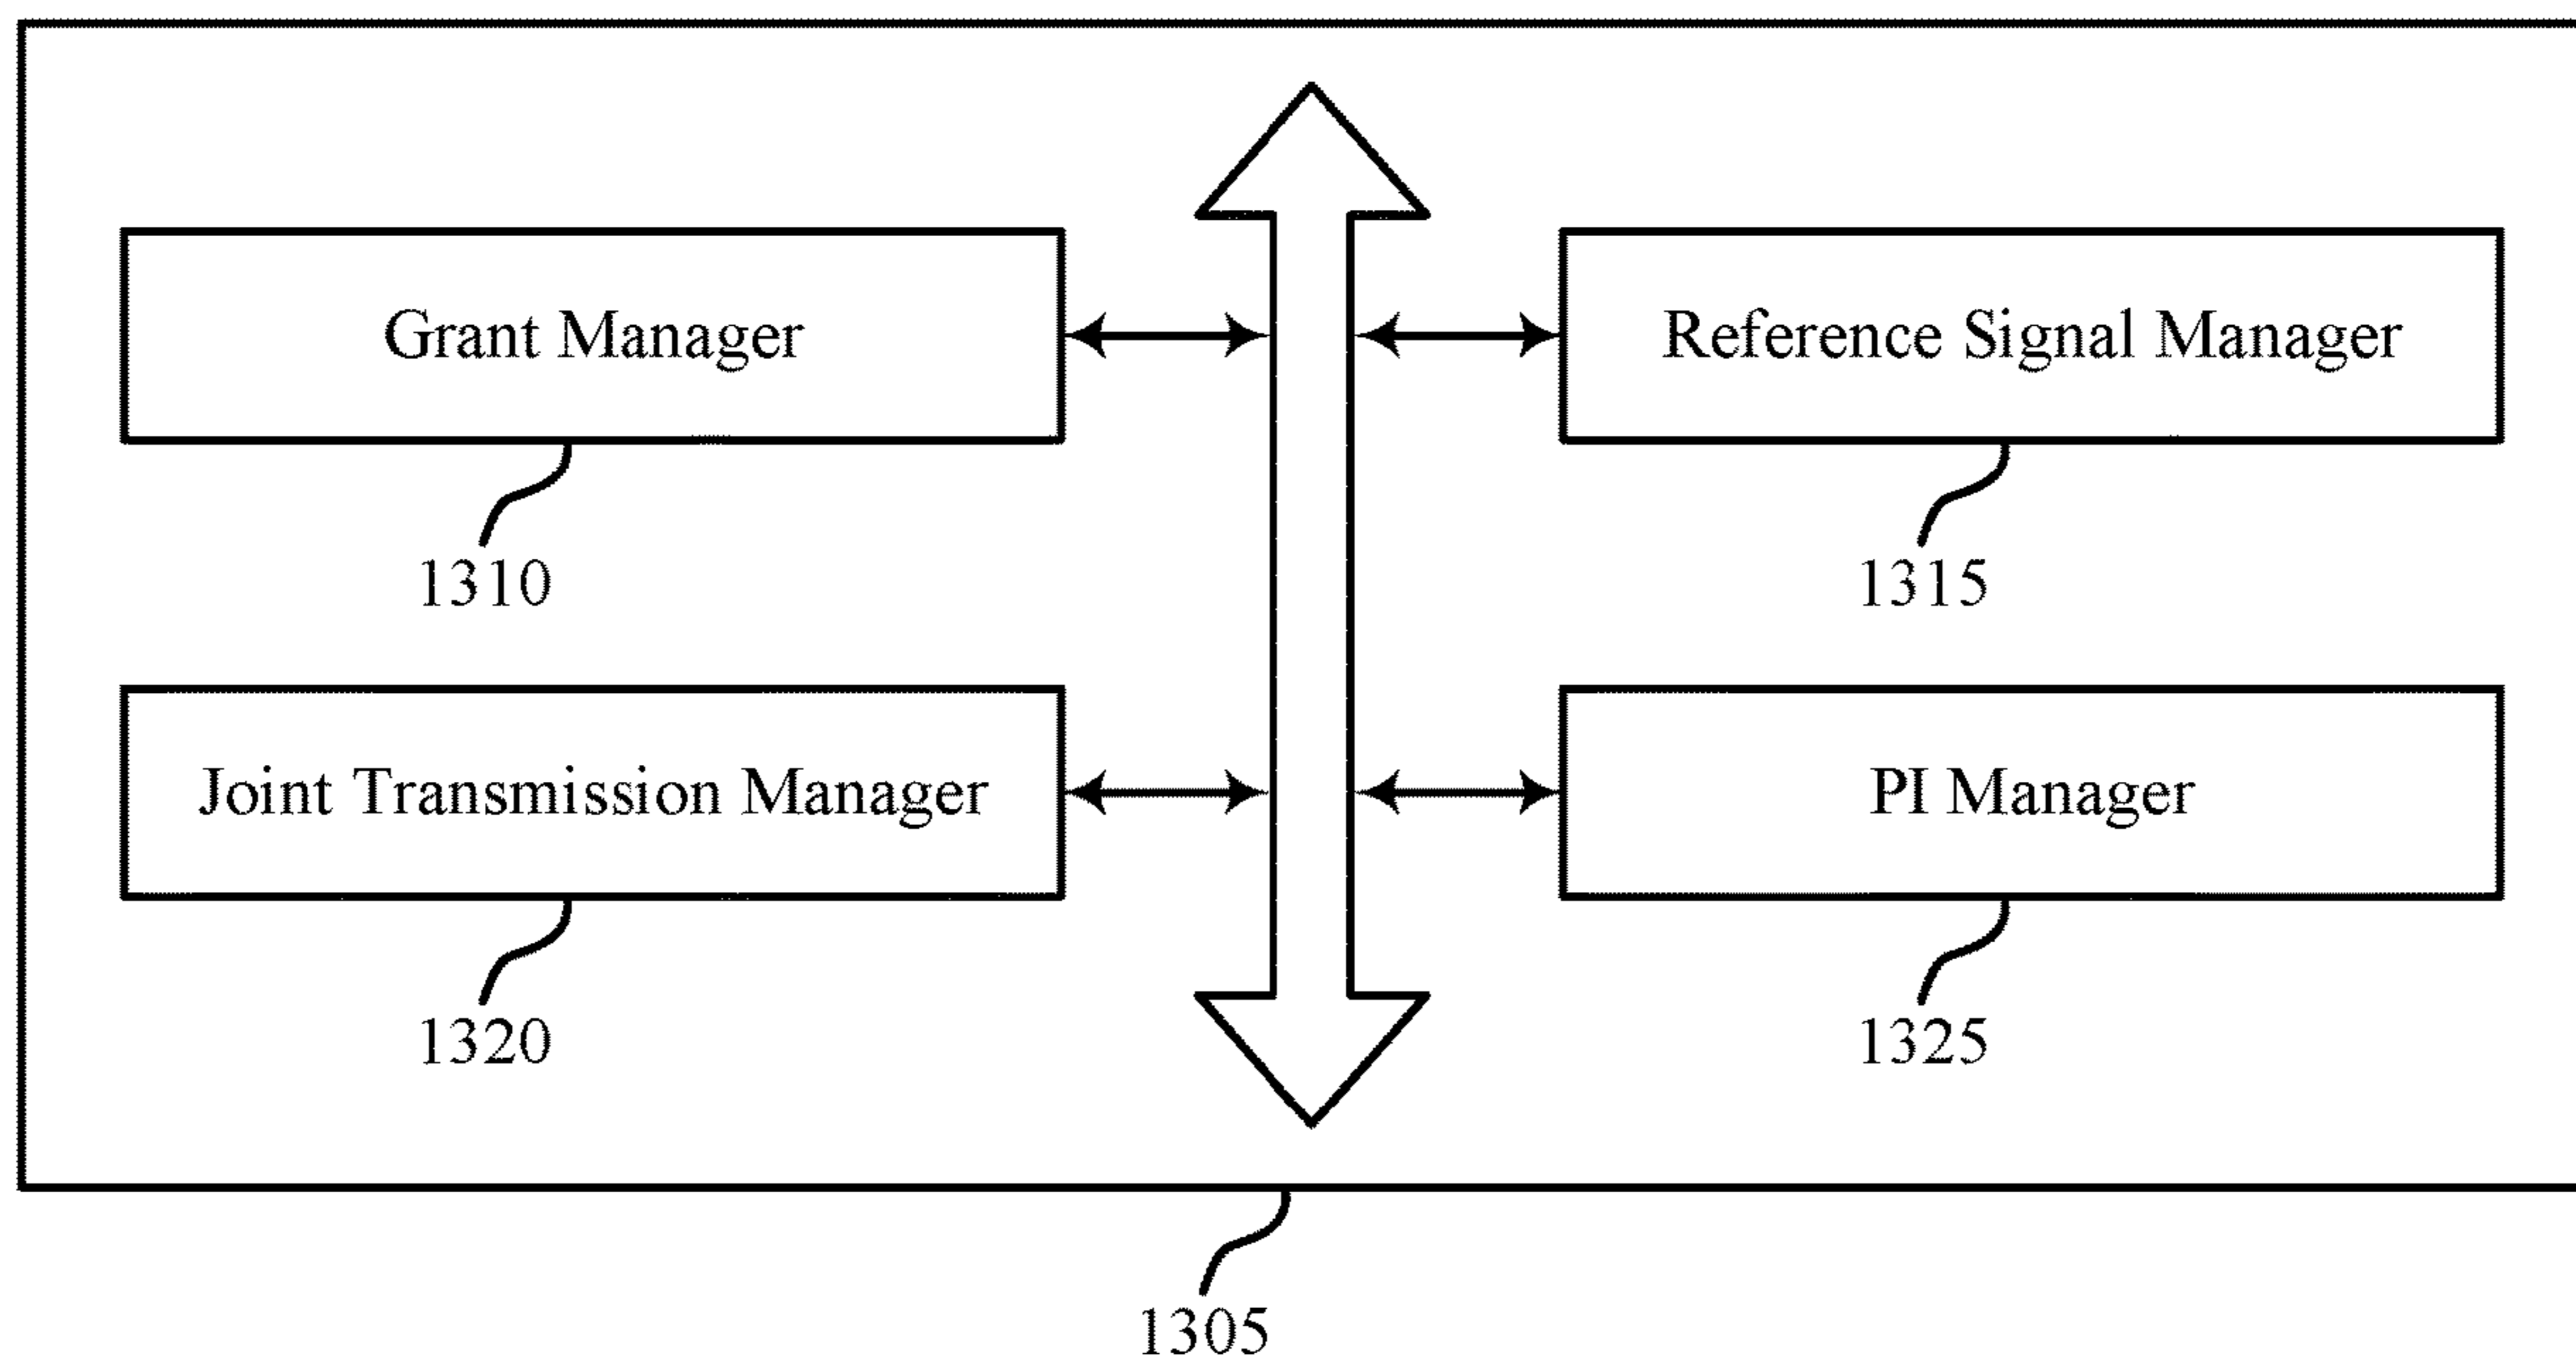 Grant Manager
Reference Signal Manager
1310
1315
Joint Transmission Manager
PI Manager
1320
1325
1305